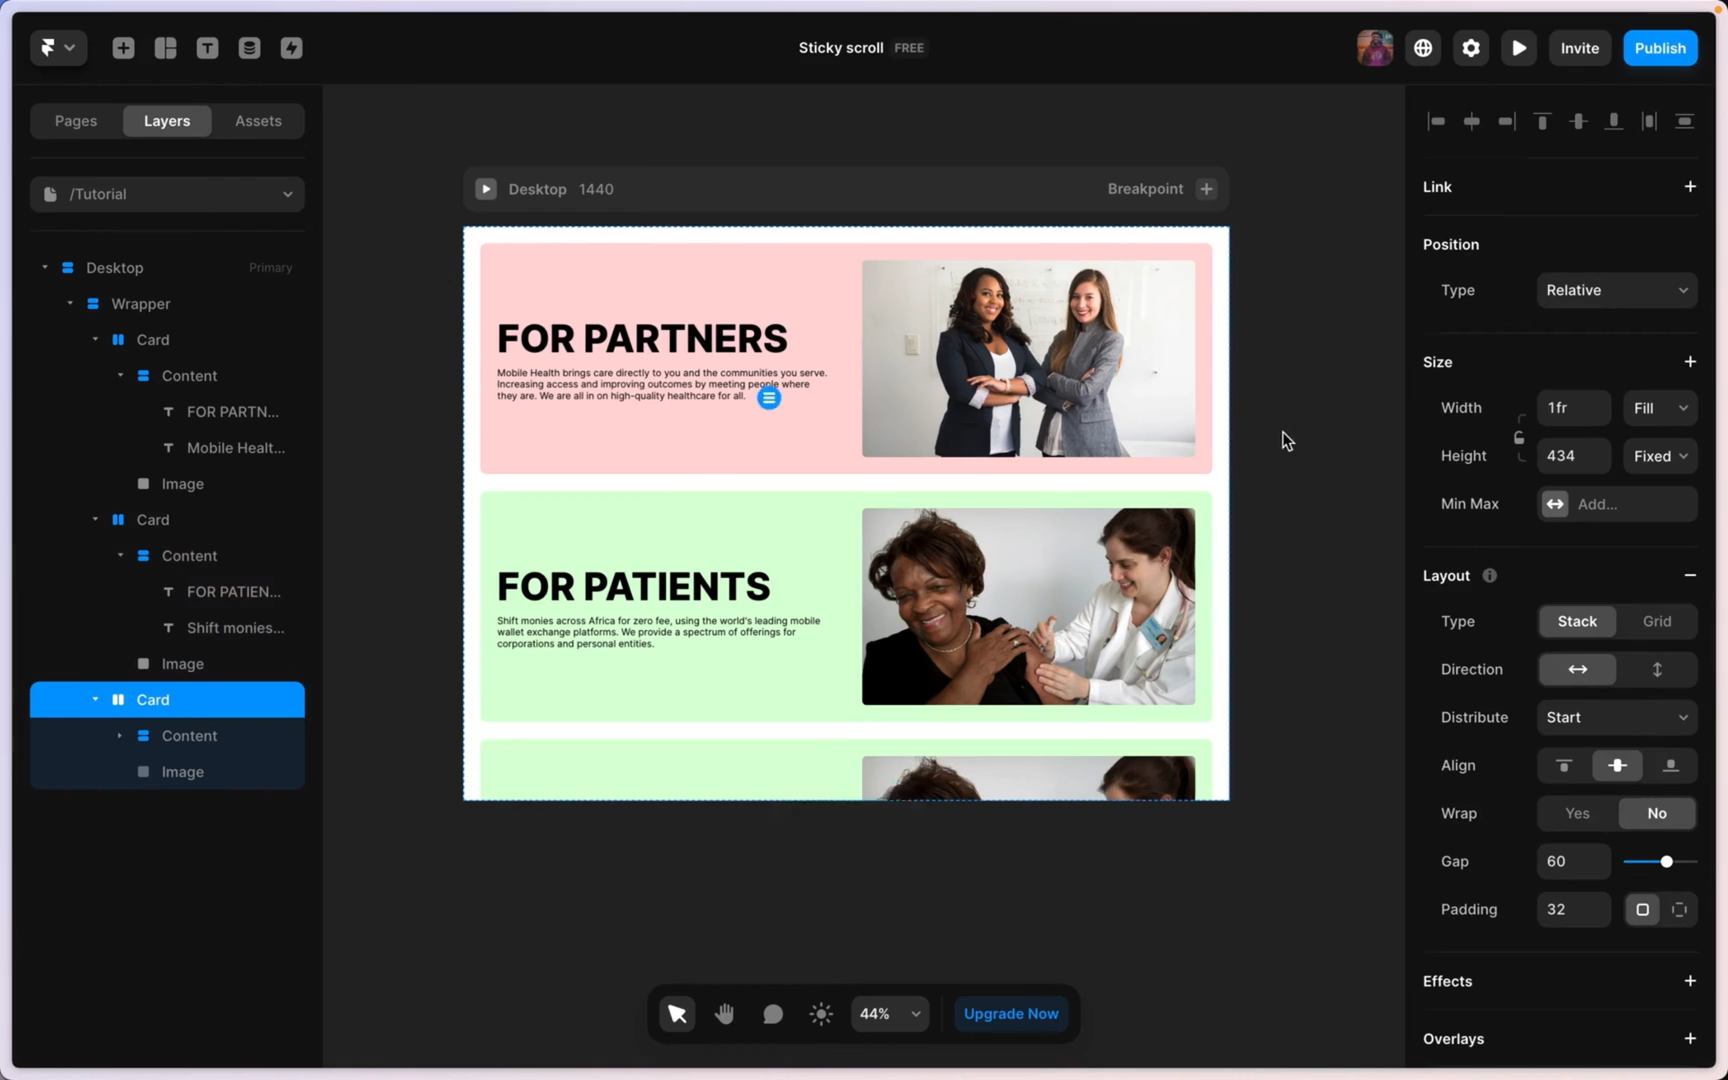 Sticky scroll FREE
Invite
Publish
Pages
Layers
Assets
/Tutorial
Desktop
Primary
Wrapper
Card
Content
FOR PARTN...
Mobile Healt...
Image
Card
Content
FOR PATIEN...
Shift monies...
Image
Card
Content
Image
Desktop 1440
Breakpoint
FOR PARTNERS
Mobile Health brings care directly to you and the communities you serve.
Increasing access and improving outcomes by meeting people where
they are. We are all in on high-quality healthcare for all.
FOR PATIENTS
Shift monies across Africa for zero fee, using the world's leading mobile
wallet exchange platforms. We provide a spectrum of offerings for
corporations and personal entities.
44%
Upgrade Now
Link
Position
Type
Relative
Size
Width
1fr
Fill
Height
434
Fixed
Min Max
Add...
Layout
Type
Stack
Grid
Direction
Distribute
Start
Align
Wrap
Yes
No
Gap
60
Padding
32
Effects
Overlays